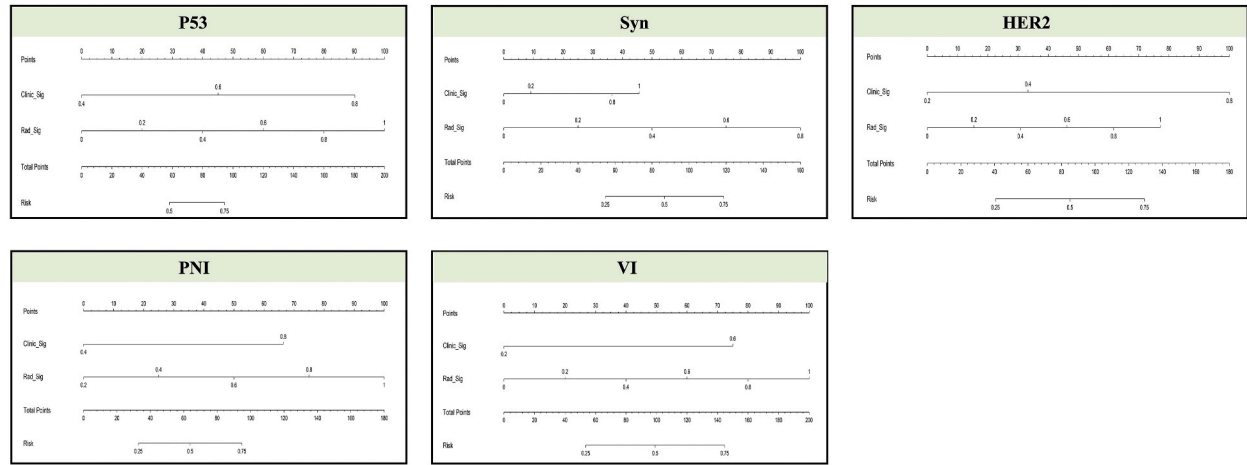 P53
0 10 20 30 40 50 60 70 80 90 100
Points
0.6
Clinic_Sig
0.4 0.8
0.2 0.6 1
Rad_Sig
0 0.4 0.8
Total Points
0 20 40 60 80 100 120 140 160 180 200
Risk
0.5 0.75
Syn
0 10 20 30 40 50 60 70 80 90 100
Points
0.2 1
Clinic_Sig
0 0.8
0.2 0.6
Rad_Sig
0 0.4 0.8
Total Points
0 20 40 60 80 100 120 140 160
Risk
0.25 0.5 0.75
HER2
0 10 20 30 40 50 60 70 80 90 100
Points
0.4
Clinic_Sig
0.2 0.8
0.2 0.6 1
Rad_Sig
0 0.4 0.8
Total Points
0 20 40 60 80 100 120 140 160 180
Risk
0.25 0.5 0.75
PNI
0 10 20 30 40 50 60 70 80 90 100
Points
0.9
Clinic_Sig
0.4
0.4 0.8
Rad_Sig
0.2 0.6 1
Total Points
0 20 40 60 80 100 120 140 160 180
Risk
0.25 0.5 0.75
VI
0 10 20 30 40 50 60 70 80 90 100
Points
0.6
Clinic_Sig
0.2
0.2 0.6 1
Rad_Sig
0 0.4 0.8
Total Points
0 20 40 60 80 100 120 140 160 180 200
Risk
0.25 0.5 0.75